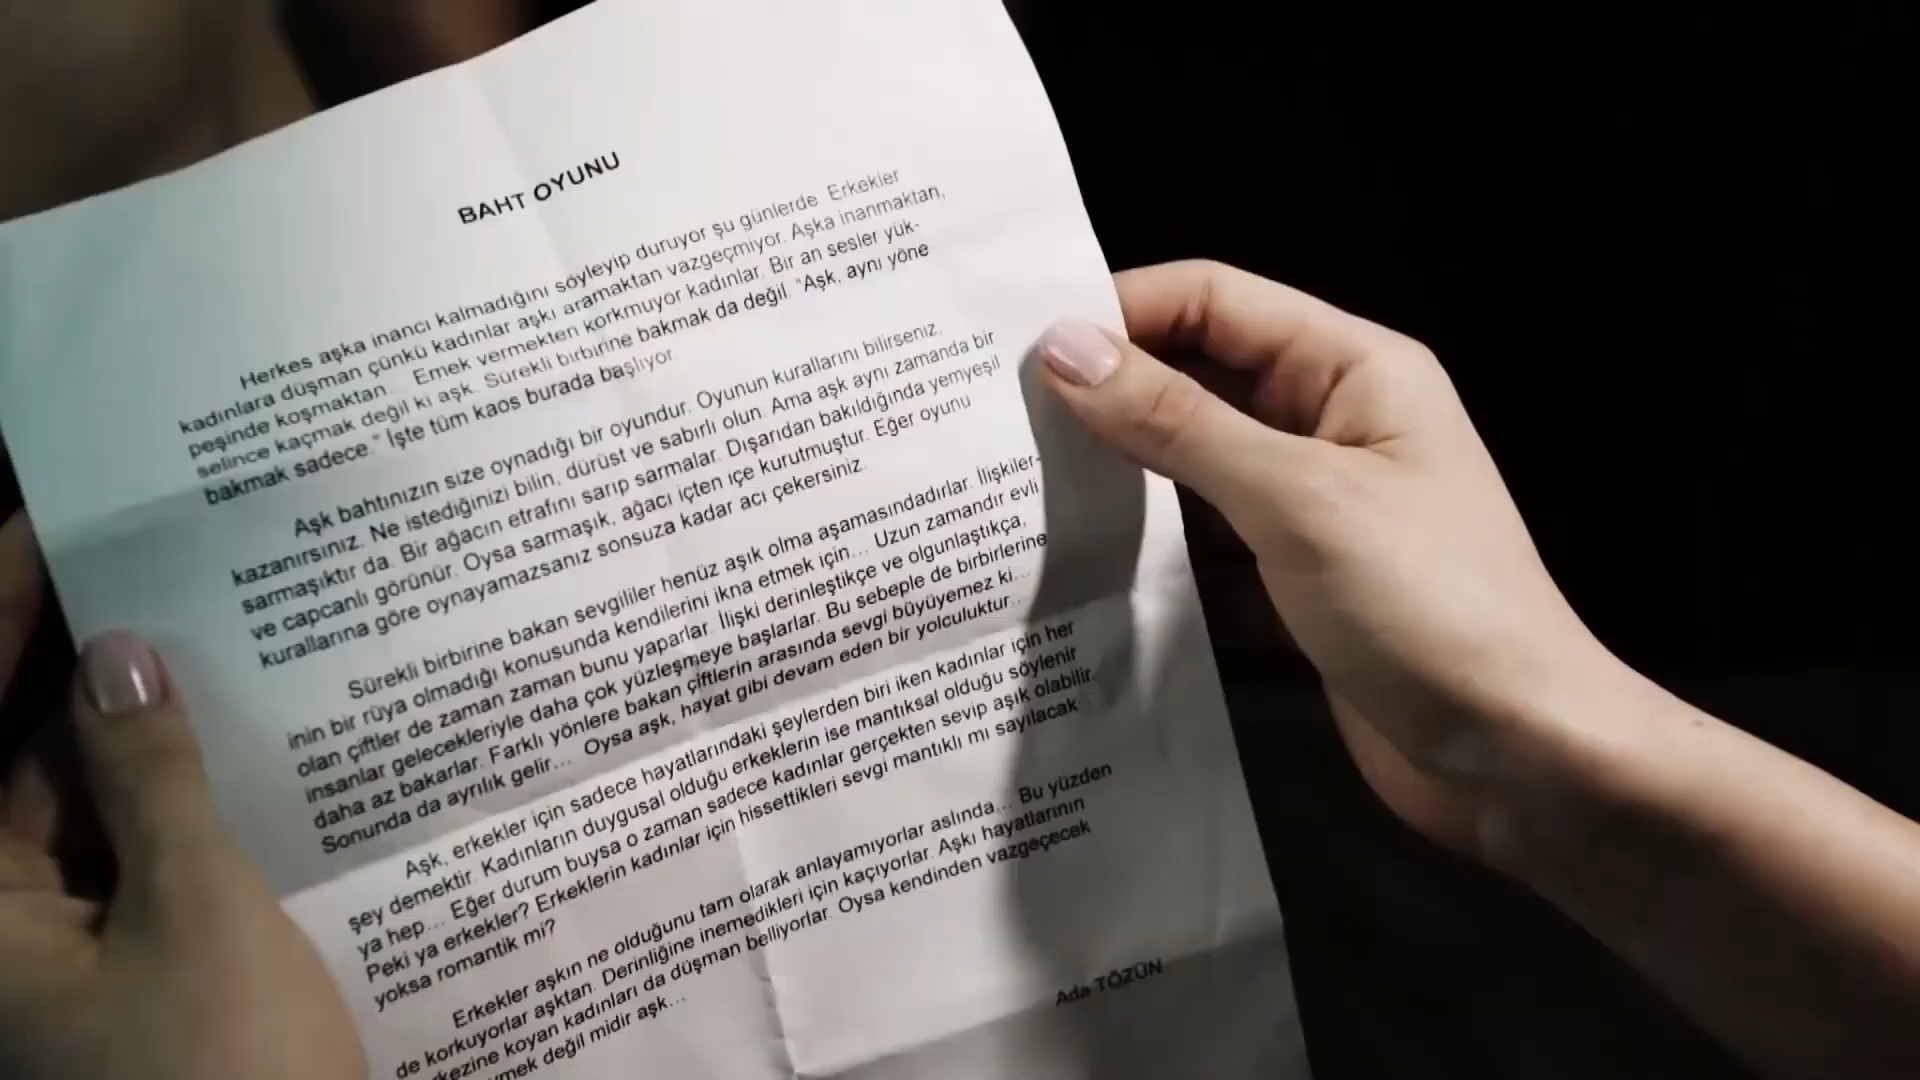 BAHT OYUNU
Herkes aşka inancı kalmadığını söyleyip duruyor şu günlerde Erkekler
kadınlara düşman çünkü kadınlar aşkı aramaktan vazgeçmiyor. Aşka inanmaktan,
peşinde koşmaktan. Emek vermekten korkmuyor kadınlar. Bir an sesler yük-
selince kaçmak değil ki aşk. Sürekli birbirine bakmak da değil. "Aşk, aynı yöne
bakmak sadece." İşte tüm kaos burada başlıyor.
Aşk bahtınızın size oynadığı bir oyundur. Oyunun kurallarını bilirseniz,
kazanırsınız. Ne istediğinizi bilin, dürüst ve sabırlı olun. Ama aşk aynı zamanda bir
sarmaşıktır da. Bir ağacın etrafını sarıp sarmalar. Dışarıdan bakıldığında yemyeşil
ve capcanlı görünür. Oysa sarmaşık, ağacı içten içe kurutmuştur. Eğer oyunu
kurallarına göre oynayamazsanız sonsuza kadar acı çekersiniz.
Sürekli birbirine bakan sevgililer henüz aşık olma aşamasındadırlar. İlişkiler-
inin bir rüya olmadığı konusunda kendilerini ikna etmek için... Uzun zamandır evli
olan çiftler de zaman zaman bunu yaparlar. İlişki derinleştikçe ve olgunlaştıkça,
insanlar gelecekleriyle daha çok yüzleşmeye başlarlar. Bu sebeple de birbirlerine
daha az bakarlar. Farklı yönlere bakan çiftlerin arasında sevgi büyüyemez ki...
Sonunda da ayrılık gelir... Oysa aşk, hayat gibi devam eden bir yolculuktur...
Aşk, erkekler için sadece hayatlarındaki şeylerden biri iken kadınlar için her
şey demektir. Kadınların duygusal olduğu erkeklerin ise mantıksal olduğu söylenir
ya hep... Eğer durum buysa o zaman sadece kadınlar gerçekten sevip aşık olabilir.
Peki ya erkekler? Erkeklerin kadınlar için hissettikleri sevgi mantıklı mı sayılacak
yoksa romantik mi?
Erkekler aşkın ne olduğunu tam olarak anlayamıyorlar aslında... Bu yüzden
de korkuyorlar aşktan. Derinliğine inemedikleri için kaçıyorlar. Aşkı hayatlarının
rkezine koyan kadınları da düşman belliyorlar. Oysa kendinden vazgeçecek
değil midir aşk...
Ada TÖZÜN